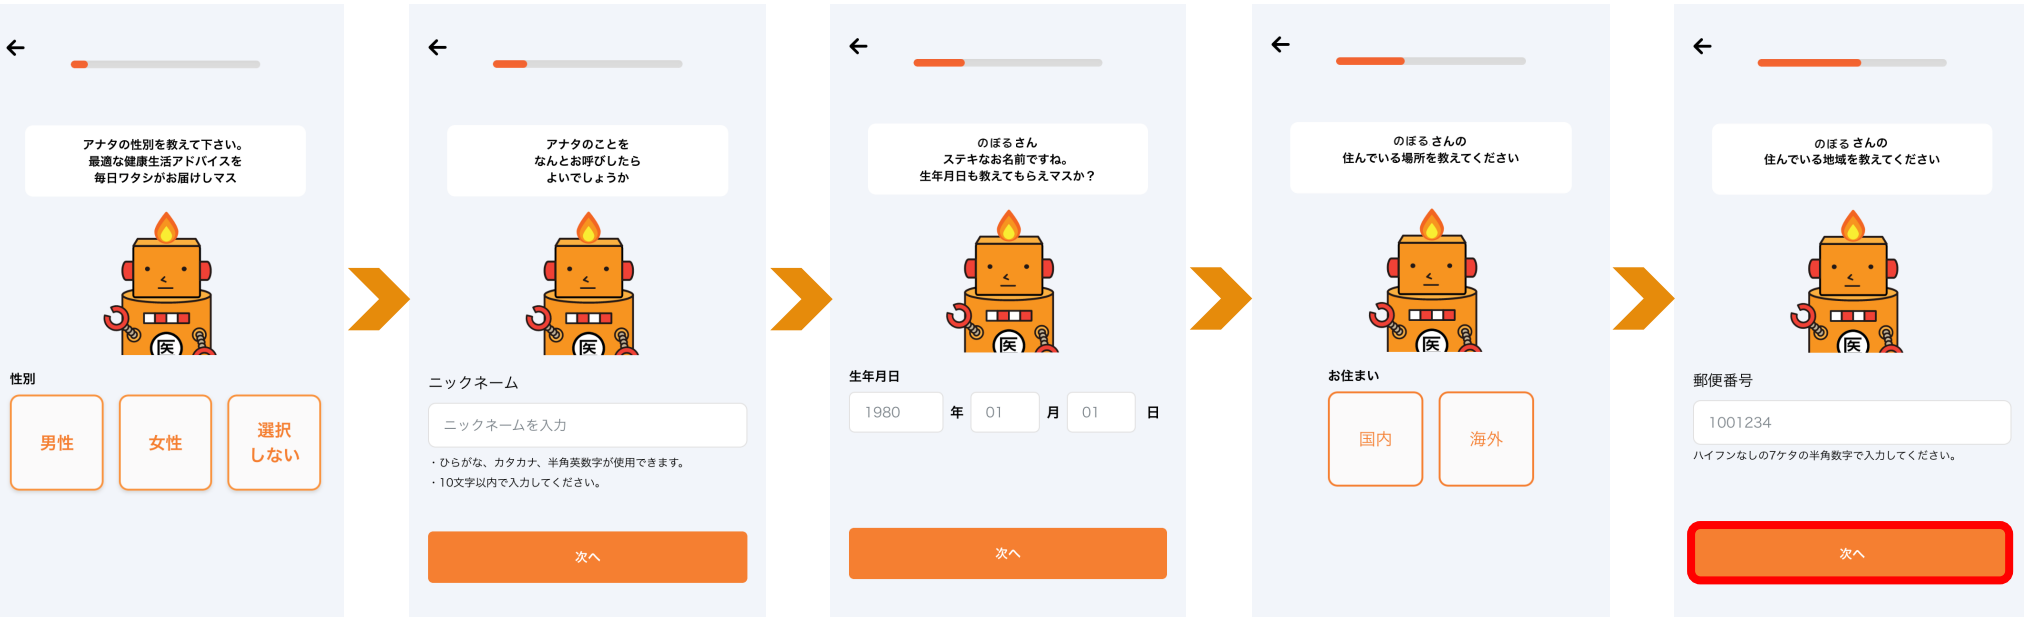 アナタの性別を教えて下さい。
最適な健康生活アドバイスを
毎日ワタシがお届けしマス
医
性別
男性
女性
選択
しない
アナタのことを
なんとお呼びしたら
よいでしょうか
医
ニックネーム
ニックネームを入力
・ひらがな、カタカナ、半角英数字が使用できます。
・10文字以内で入力してください。
次へ
のぼるさん
ステキなお名前ですね。
生年月日も教えてもらえマスか？
医
生年月日
1980 年 01 月 01 日
次へ
のぼるさんの
住んでいる場所を教えてください
医
お住まい
国内
海外
のぼるさんの
住んでいる地域を教えてください
医
郵便番号
1001234
ハイフンなしの7ケタの半角数字で入力してください。
次へ